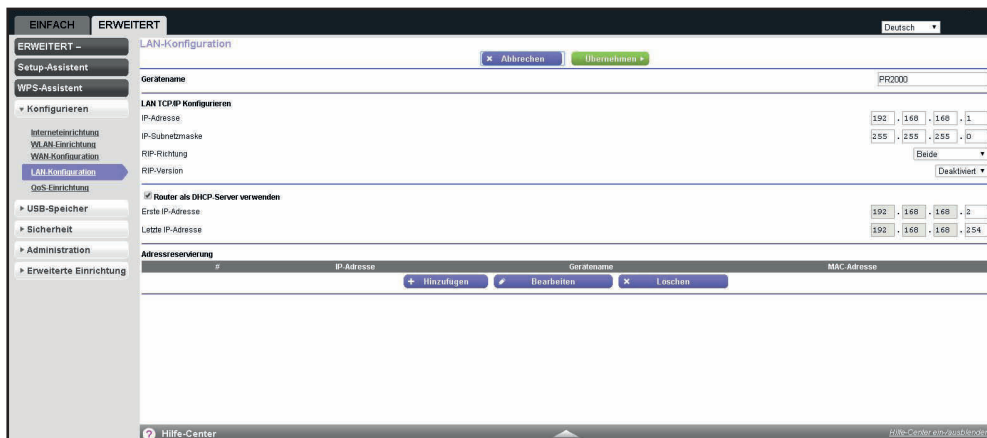 EINFACH ERWEITERT
Deutsch
ERWEITERT –
Setup-Assistent
WPS-Assistent
Konfigurieren
Interneteinrichtung
WLAN-Einrichtung
WAN-Konfiguration
LAN-Konfiguration
QoS-Einrichtung
USB-Speicher
Sicherheit
Administration
Erweiterte Einrichtung
LAN-Konfiguration
Abbrechen Übernehmen
Gerätename PR2000
LAN TCP/IP Konfigurieren
IP-Adresse 192 . 168 . 168 . 1
IP-Subnetzmaske 255 . 255 . 255 . 0
RIP-Richtung Beide
RIP-Version Deaktiviert
Router als DHCP-Server verwenden
Erste IP-Adresse 192 . 168 . 168 . 2
Letzte IP-Adresse 192 . 168 . 168 . 254
Adressreservierung
# IP-Adresse Gerätename MAC-Adresse
+ Hinzufügen Bearbeiten × Löschen
? Hilfe-Center Hilfe-Center ein-/ausblenden